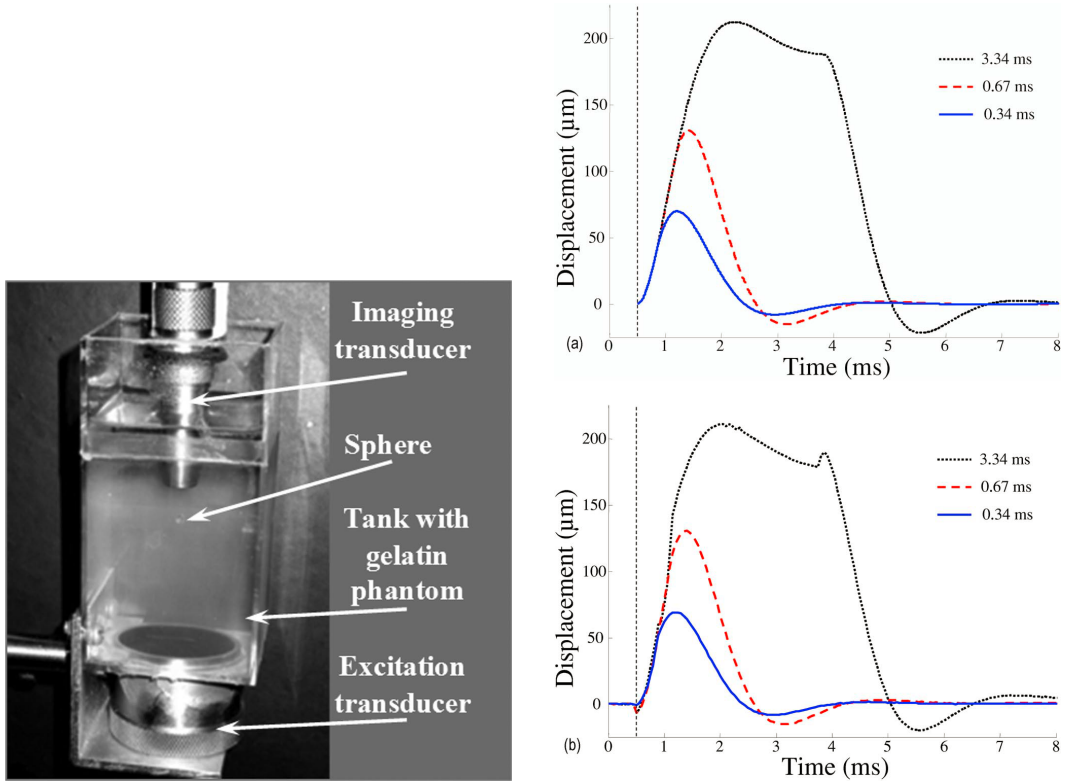 Imaging
transducer
Sphere
Tank with
gelatin
phantom
Excitation
transducer
Displacement (μm)
200
150
100
50
0
3.34 ms
0.67 ms
0.34 ms
(a)
0 1 2 3 4 5 6 7 8
Time (ms)
Displacement (μm)
200
150
100
50
0
3.34 ms
0.67 ms
0.34 ms
(b)
0 1 2 3 4 5 6 7 8
Time (ms)